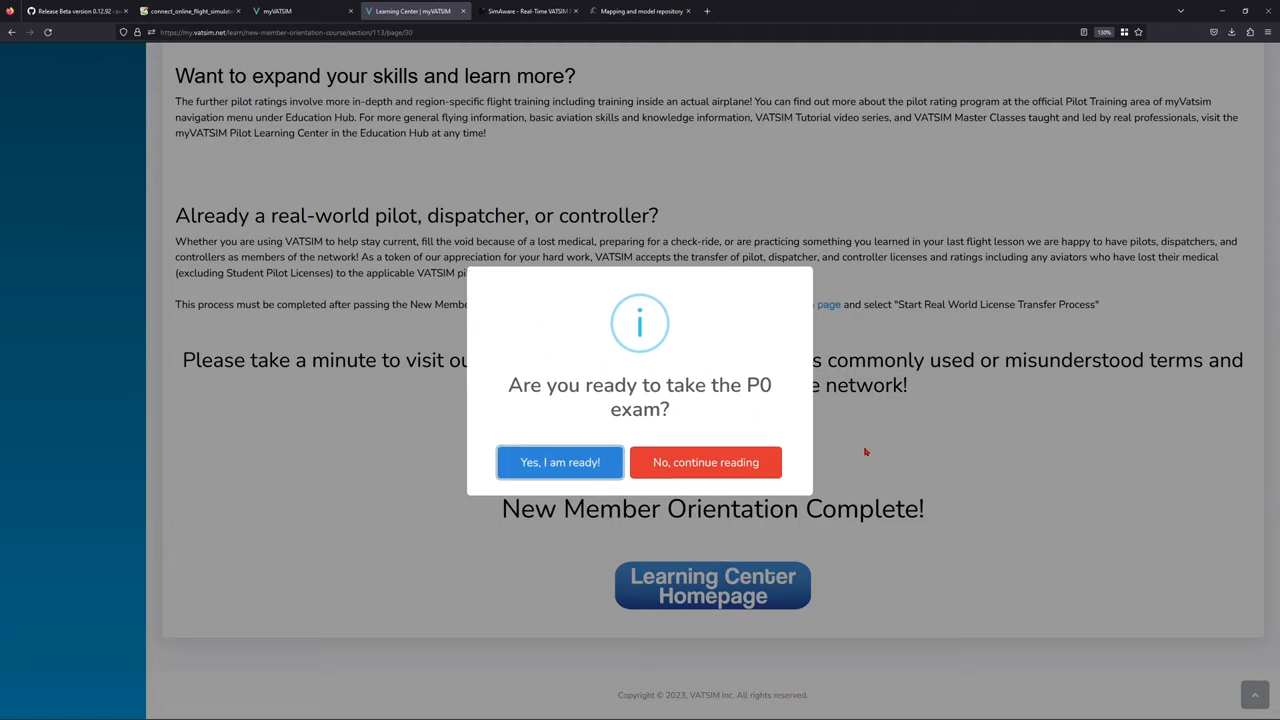 Release Beta version 0.12.92 -
connect_online_flight_simulato
myVATSIM
Learning Center | myVATSIM
SimAware - Real-Time VATSIM
Mapping and model repository
https://my.vatsim.net/learn/new-member-orientation-course/section/113/page/30
130%
Want to expand your skills and learn more?
The further pilot ratings involve more in-depth and region-specific flight training including training inside an actual airplane! You can find out more about the pilot rating program at the official Pilot Training area of myVatsim
navigation menu under Education Hub. For more general flying information, basic aviation skills and knowledge information, VATSIM Tutorial video series, and VATSIM Master Classes taught and led by real professionals, visit the
myVATSIM Pilot Learning Center in the Education Hub at any time!
Already a real-world pilot, dispatcher, or controller?
Whether you are using VATSIM to help stay current, fill the void because of a lost medical, preparing for a check-ride, or are practicing something you learned in your last flight lesson we are happy to have pilots, dispatchers, and
controllers as members of the network! As a token of our appreciation for your hard work, VATSIM accepts the transfer of pilot, dispatcher, and controller licenses and ratings including any aviators who have lost their medical
(excluding Student Pilot Licenses) to the applicable VATSIM
This process must be completed after passing the New page and select "Start Real World License Transfer Process"
Please take a minute to visit commonly used or misunderstood terms and
network!
i
Are you ready to take the P0
exam?
Yes, I am ready!
No, continue reading
New Member Orientation Complete!
Learning Center
Homepage
Copyright © 2023, VATSIM Inc. All rights reserved.